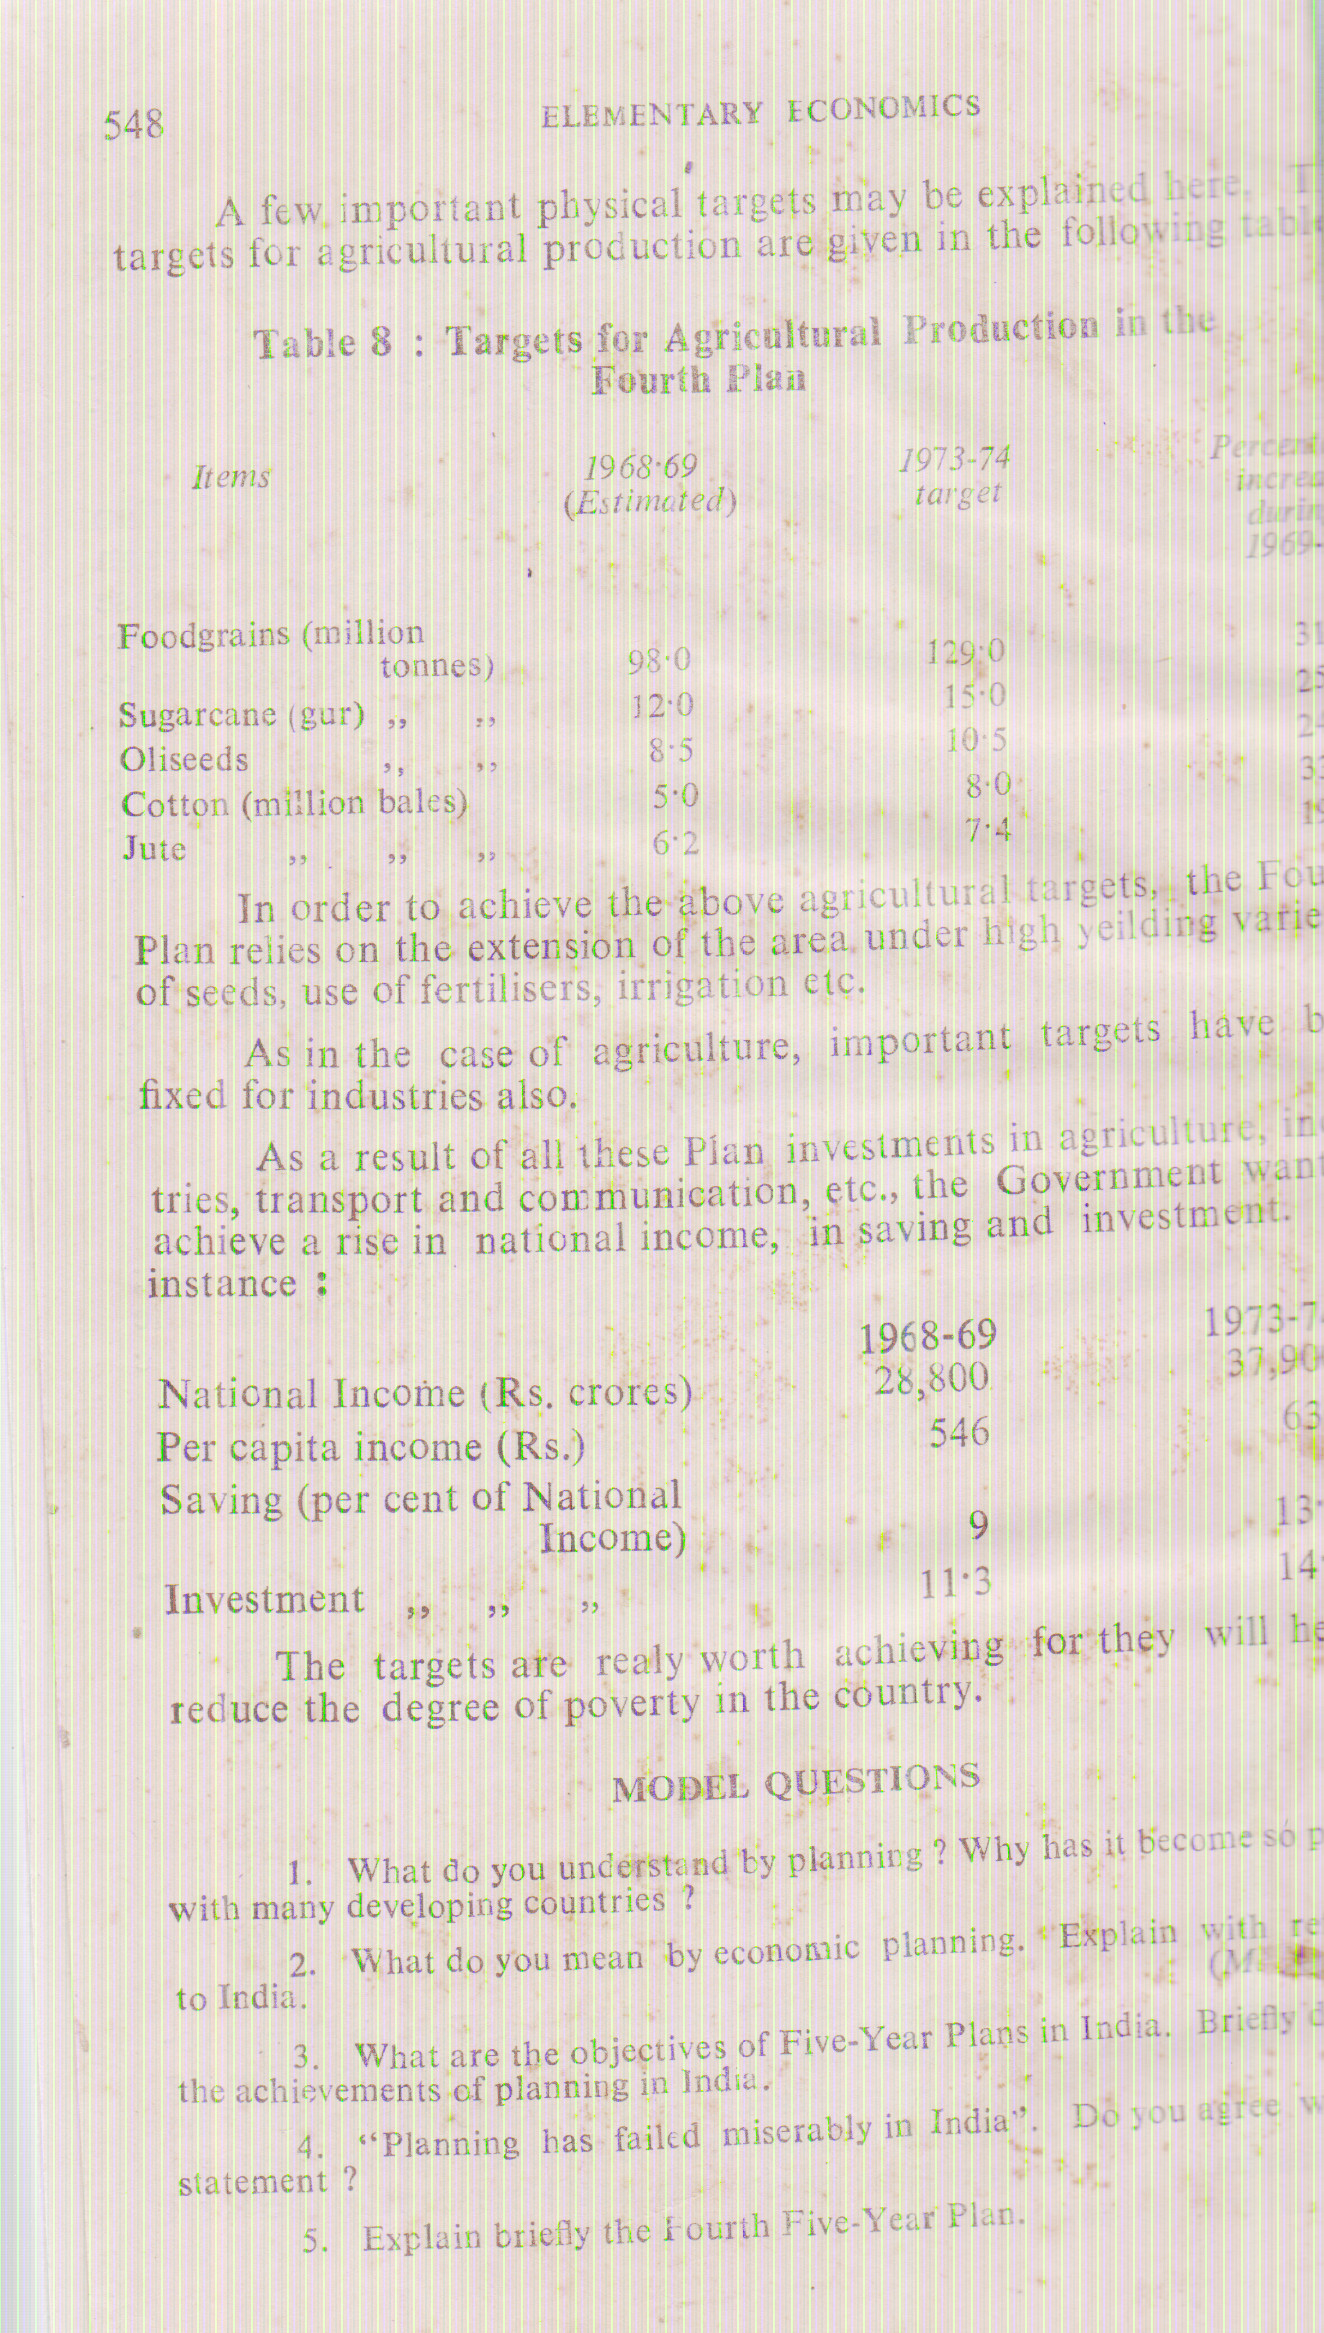 548 ELEMENTARY ECONOMICS
A few important physical targets may be explained here.
targets for agricultural production are given in the following
Table 8 : Targets for Agricultural Production in the
Fourth Plan
Items 1968·69 1973-74
(Estimated) target
Foodgrains (million
tonnes) 98·0 129·0
Sugarcane (gur) ,, ,, 12·0 15·0
Oliseeds ,, ,, 8·5 10·5
Cotton (million bales) 5·0 8·0
Jute ,, ,, ,, 6·2 7·4
In order to achieve the above agricultural targets, the
Plan relies on the extension of the area under high yeilding
of seeds, use of fertilisers, irrigation etc.
As in the case of agriculture, important targets have
fixed for industries also.
As a result of all these Plan investments in agriculture,
tries, transport and communication, etc., the Government
achieve a rise in national income, in saving and investment.
instance :
1968-69
National Income (Rs. crores) 28,800
Per capita income (Rs.) 546
Saving (per cent of National
Income) 9
Investment ,, ,, ,, 11·3
The targets are realy worth achieving for they will
reduce the degree of poverty in the country.
MODEL QUESTIONS
1. What do you understand by planning ? Why has it become so
with many developing countries ?
2. What do you mean by economic planning. Explain with
to India.
3. What are the objectives of Five-Year Plans in India. Briefly
the achievements of planning in India.
4. “Planning has failed miserably in India”. Do you agree
statement ?
5. Explain briefly the Fourth Five-Year Plan.